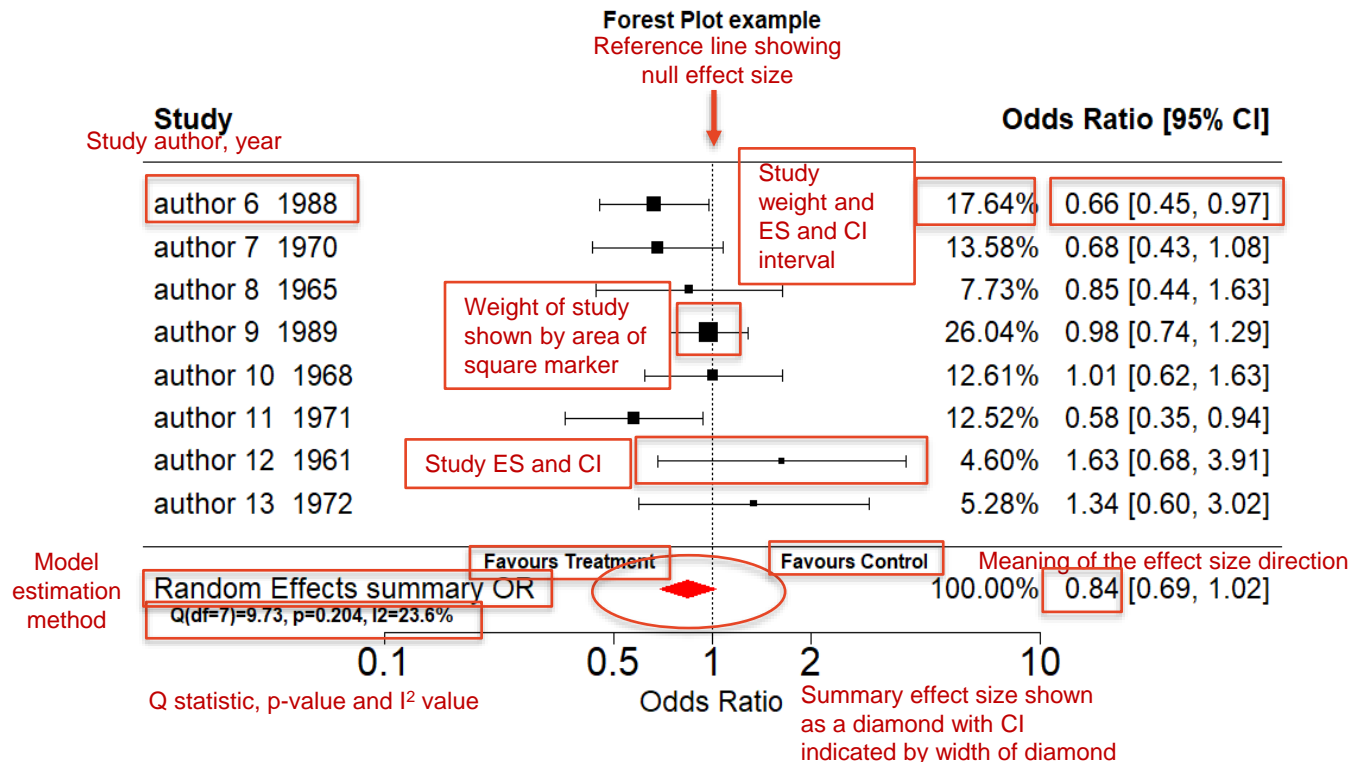 Forest Plot example
Reference line showing
null effect size
Study
Odds Ratio [95% CI]
Study author, year
author 6 1988
17.64% 0.66 [0.45, 0.97]
Study
weight and
ES and CI
interval
author 7 1970
13.58% 0.68 [0.43, 1.08]
author 8 1965
7.73% 0.85 [0.44, 1.63]
Weight of study
shown by area of
square marker
author 9 1989
26.04% 0.98 [0.74, 1.29]
author 10 1968
12.61% 1.01 [0.62, 1.63]
author 11 1971
12.52% 0.58 [0.35, 0.94]
author 12 1961
Study ES and CI
4.60% 1.63 [0.68, 3.91]
author 13 1972
5.28% 1.34 [0.60, 3.02]
Favours Treatment
Favours Control
Meaning of the effect size direction
Model
estimation
method
Random Effects summary OR
100.00% 0.84 [0.69, 1.02]
Q(df=7)=9.73, p=0.204, I2=23.6%
0.1 0.5 1 2 10
Odds Ratio
Q statistic, p-value and I² value
Summary effect size shown
as a diamond with CI
indicated by width of diamond